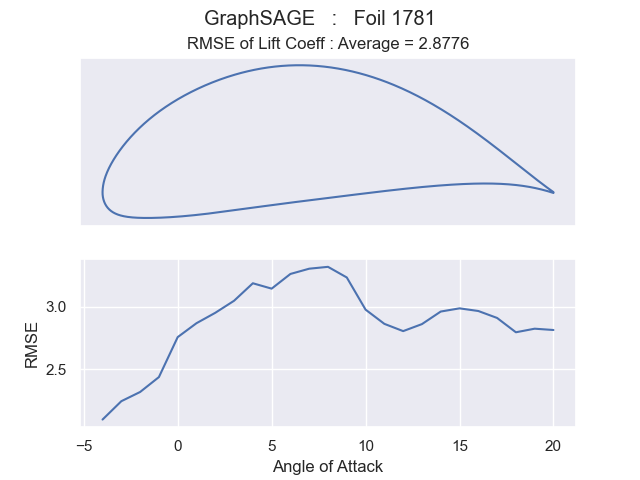 GraphSAGE   :   Foil 1781
RMSE of Lift Coeff : Average = 2.8776
3.0
2.5
RMSE
−5 0 5 10 15 20
Angle of Attack